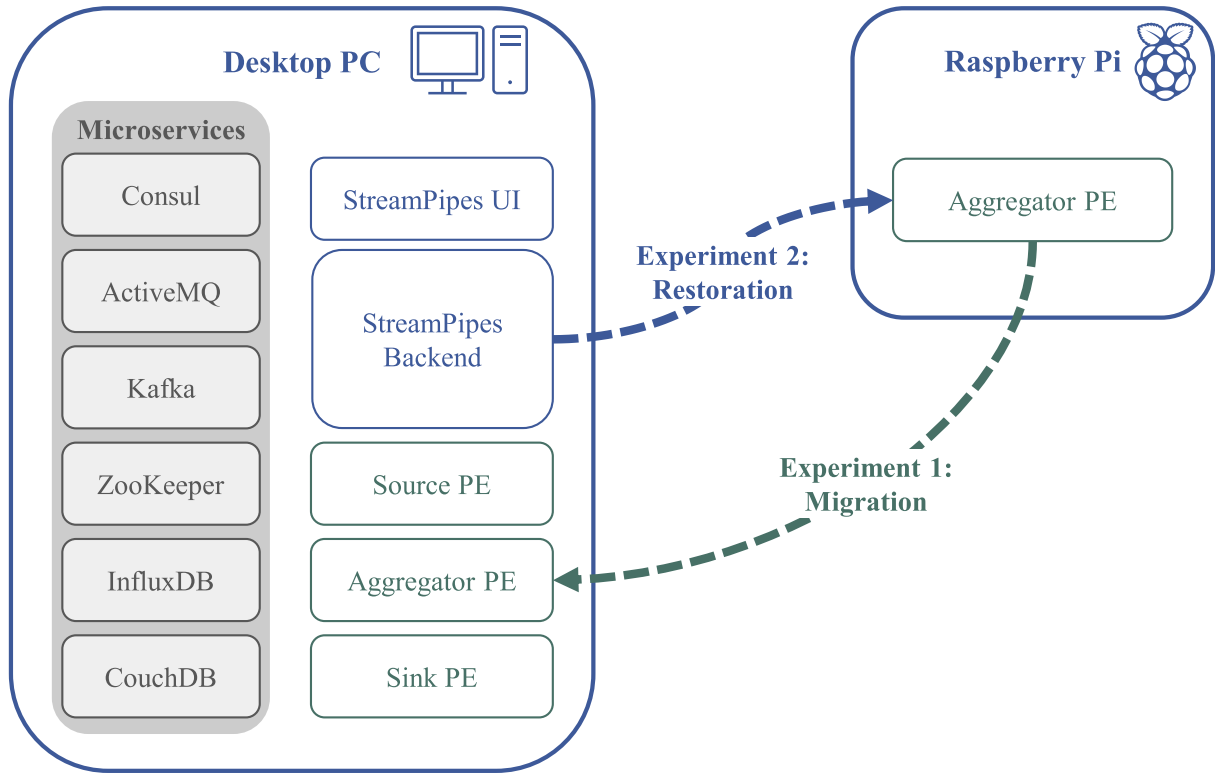 Desktop PC
Raspberry Pi
Microservices
Consul
ActiveMQ
Kafka
ZooKeeper
InfluxDB
CouchDB
StreamPipes UI
StreamPipes
Backend
Source PE
Aggregator PE
Sink PE
Experiment 2:
Restoration
Aggregator PE
Experiment 1:
Migration